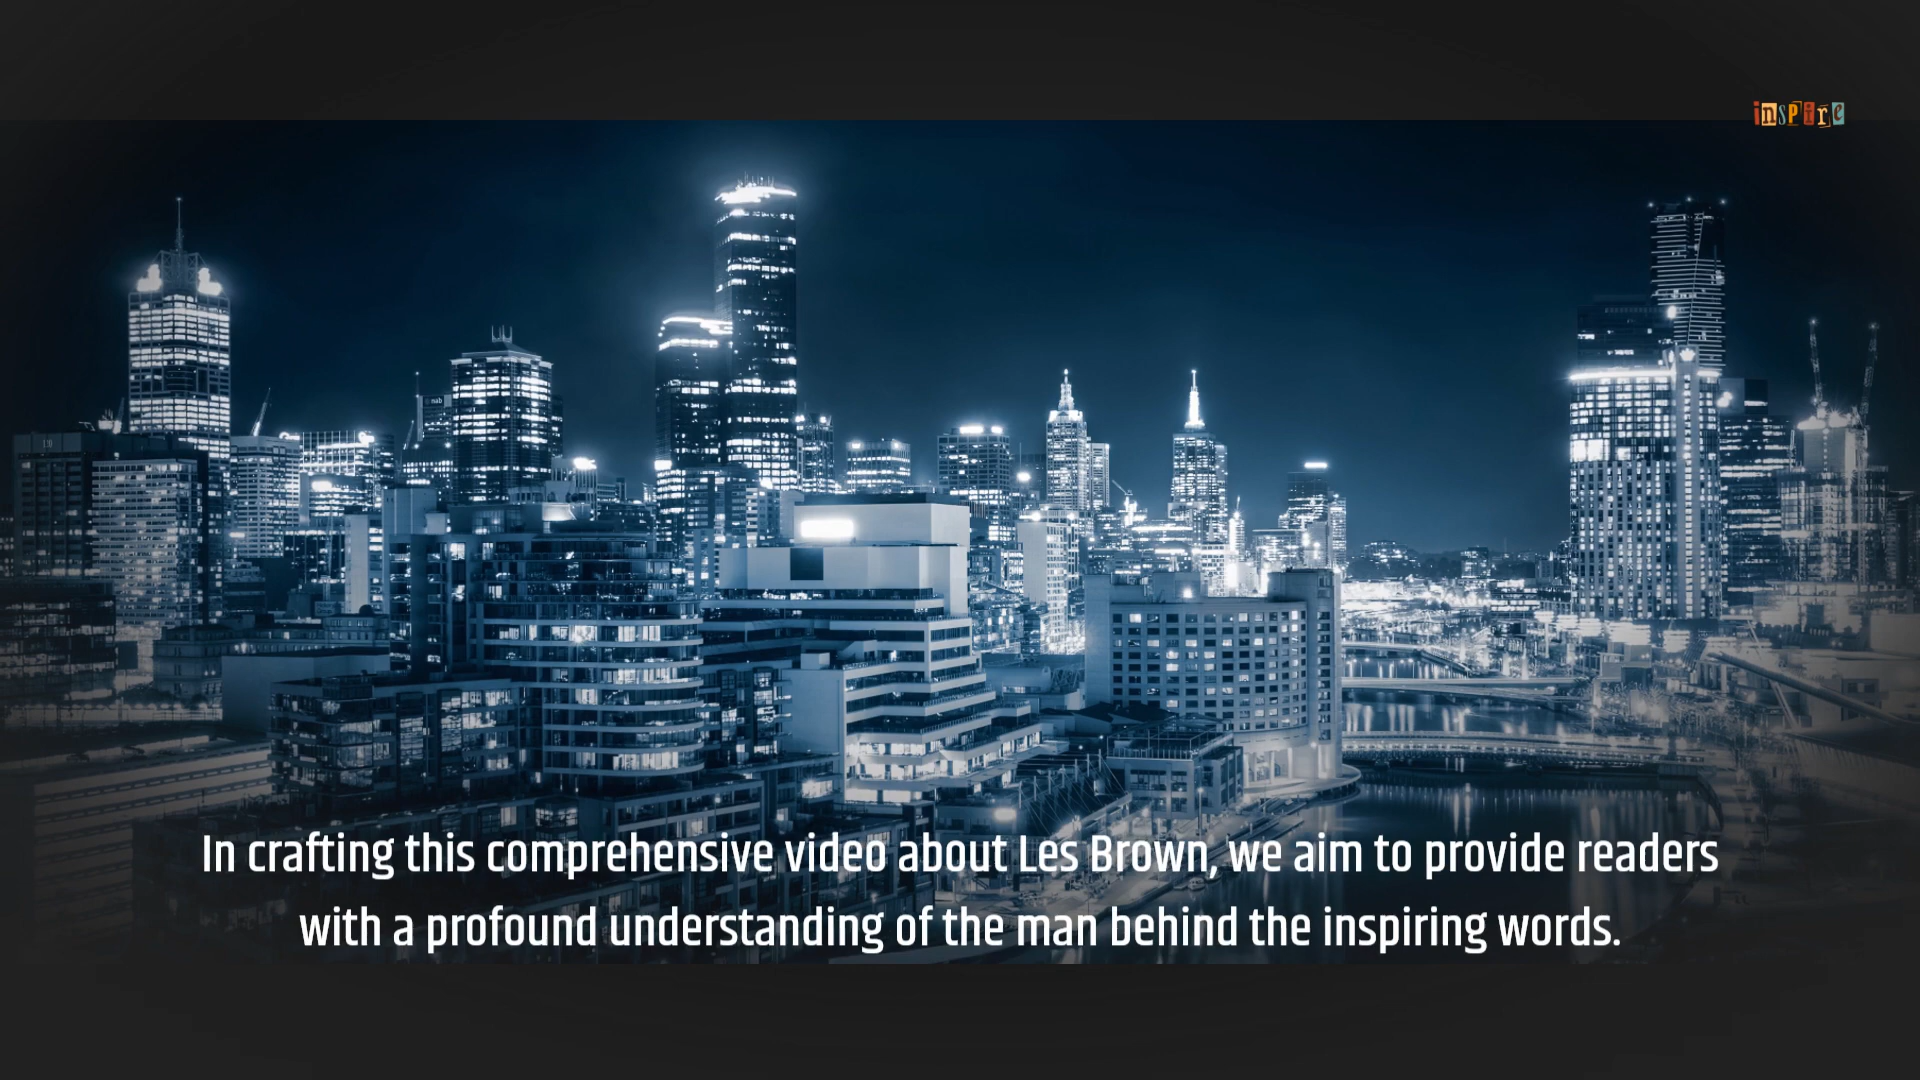 inspire
nab
In crafting this comprehensive video about Les Brown, we aim to provide readers
with a profound understanding of the man behind the inspiring words.